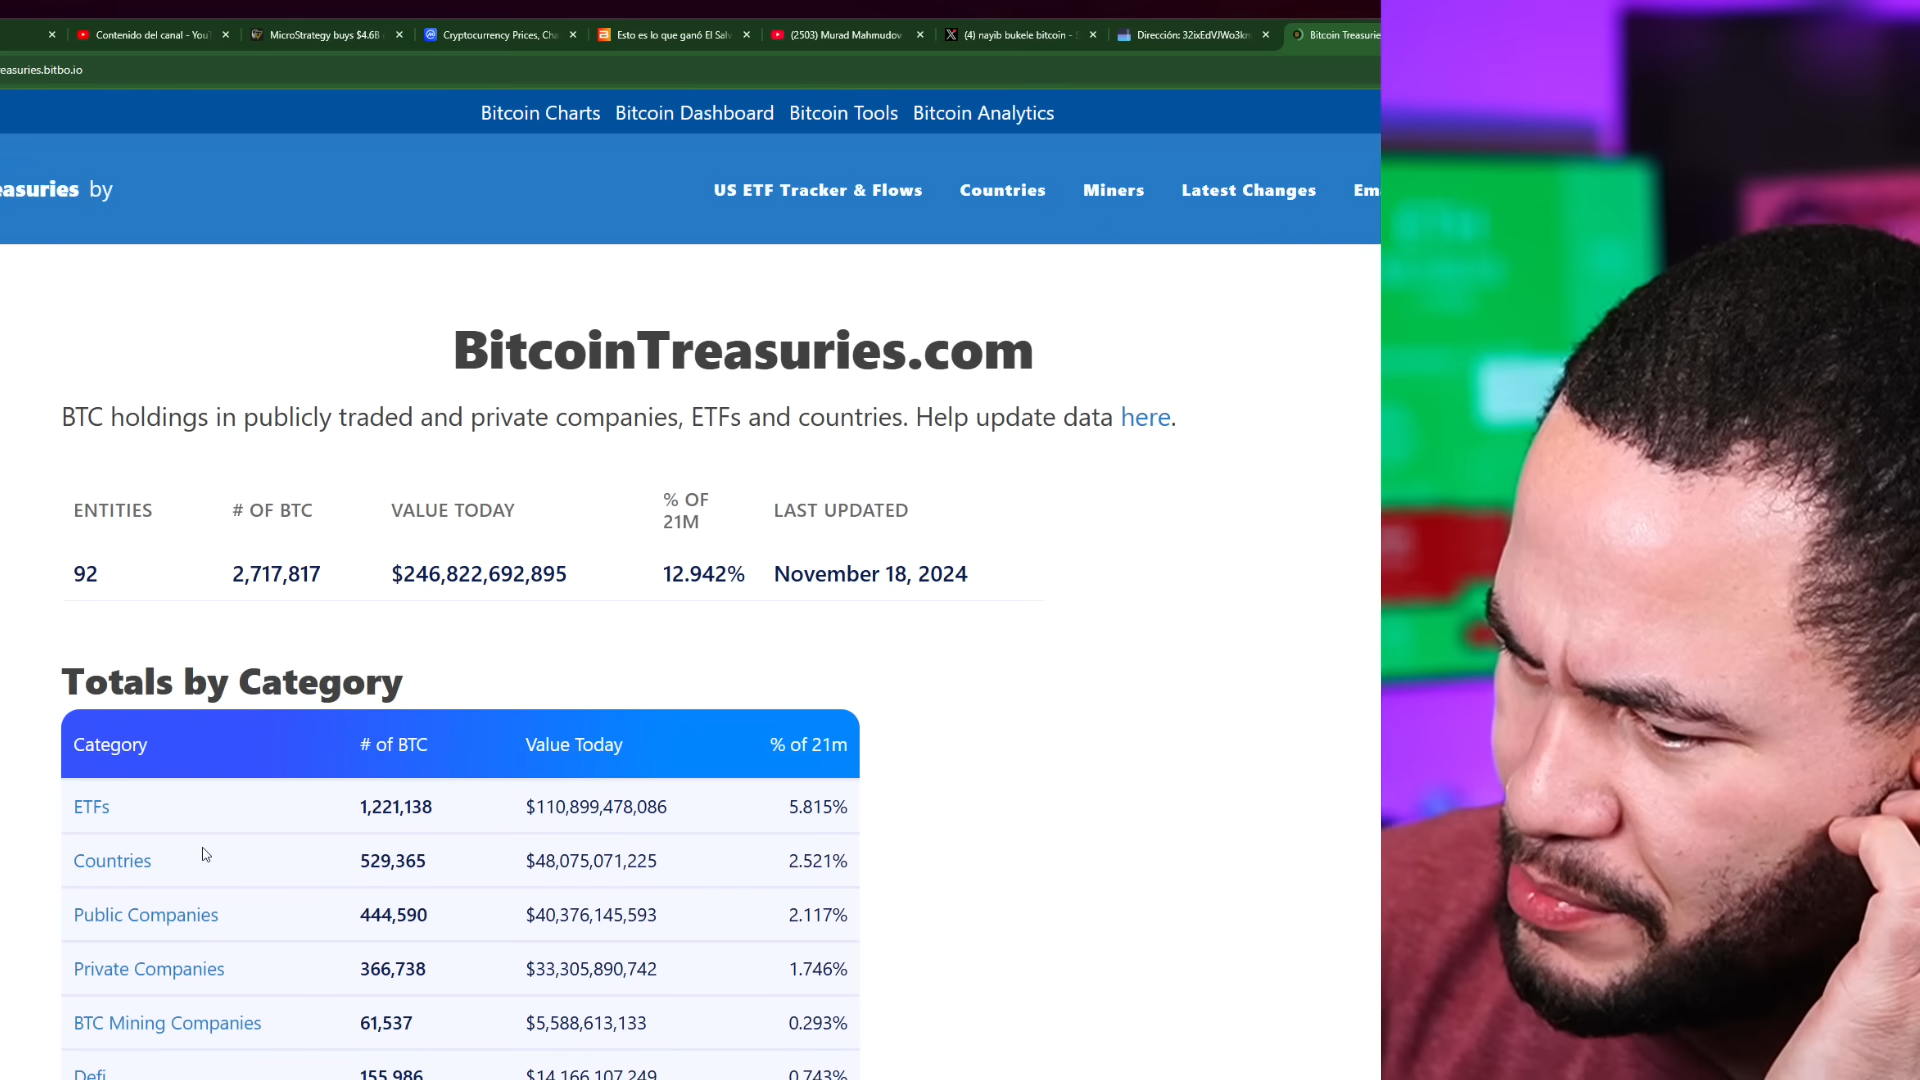 Contenido del canal - YouT
MicroStrategy buys $4.6B
Cryptocurrency Prices, Cha
Esto es lo que ganó El Salv
(2503) Murad Mahmudov
(4) nayib bukele bitcoin -
Dirección: 32ixEdVJWo3km
Bitcoin Treasurie
easuries.bitbo.io
Bitcoin Charts Bitcoin Dashboard Bitcoin Tools Bitcoin Analytics
easuries by
US ETF Tracker & Flows Countries Miners Latest Changes Em
BitcoinTreasuries.com
BTC holdings in publicly traded and private companies, ETFs and countries. Help update data here.
ENTITIES # OF BTC VALUE TODAY % OF 21M LAST UPDATED
92 2,717,817 $246,822,692,895 12.942% November 18, 2024
Totals by Category
Category # of BTC Value Today % of 21m
ETFs 1,221,138 $110,899,478,086 5.815%
Countries 529,365 $48,075,071,225 2.521%
Public Companies 444,590 $40,376,145,593 2.117%
Private Companies 366,738 $33,305,890,742 1.746%
BTC Mining Companies 61,537 $5,588,613,133 0.293%
Defi 155,986 $14,166,107,249 0.743%